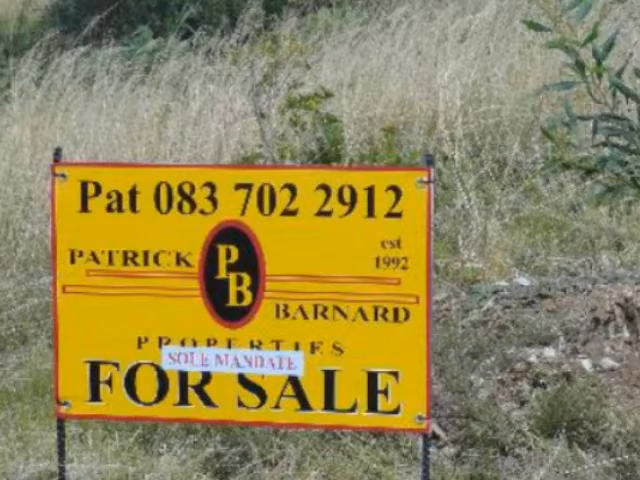 Pat 083 702 2912
PATRICK
PB
est
1992
BARNARD
PROPERTIES
SOLE MANDATE
FOR SALE